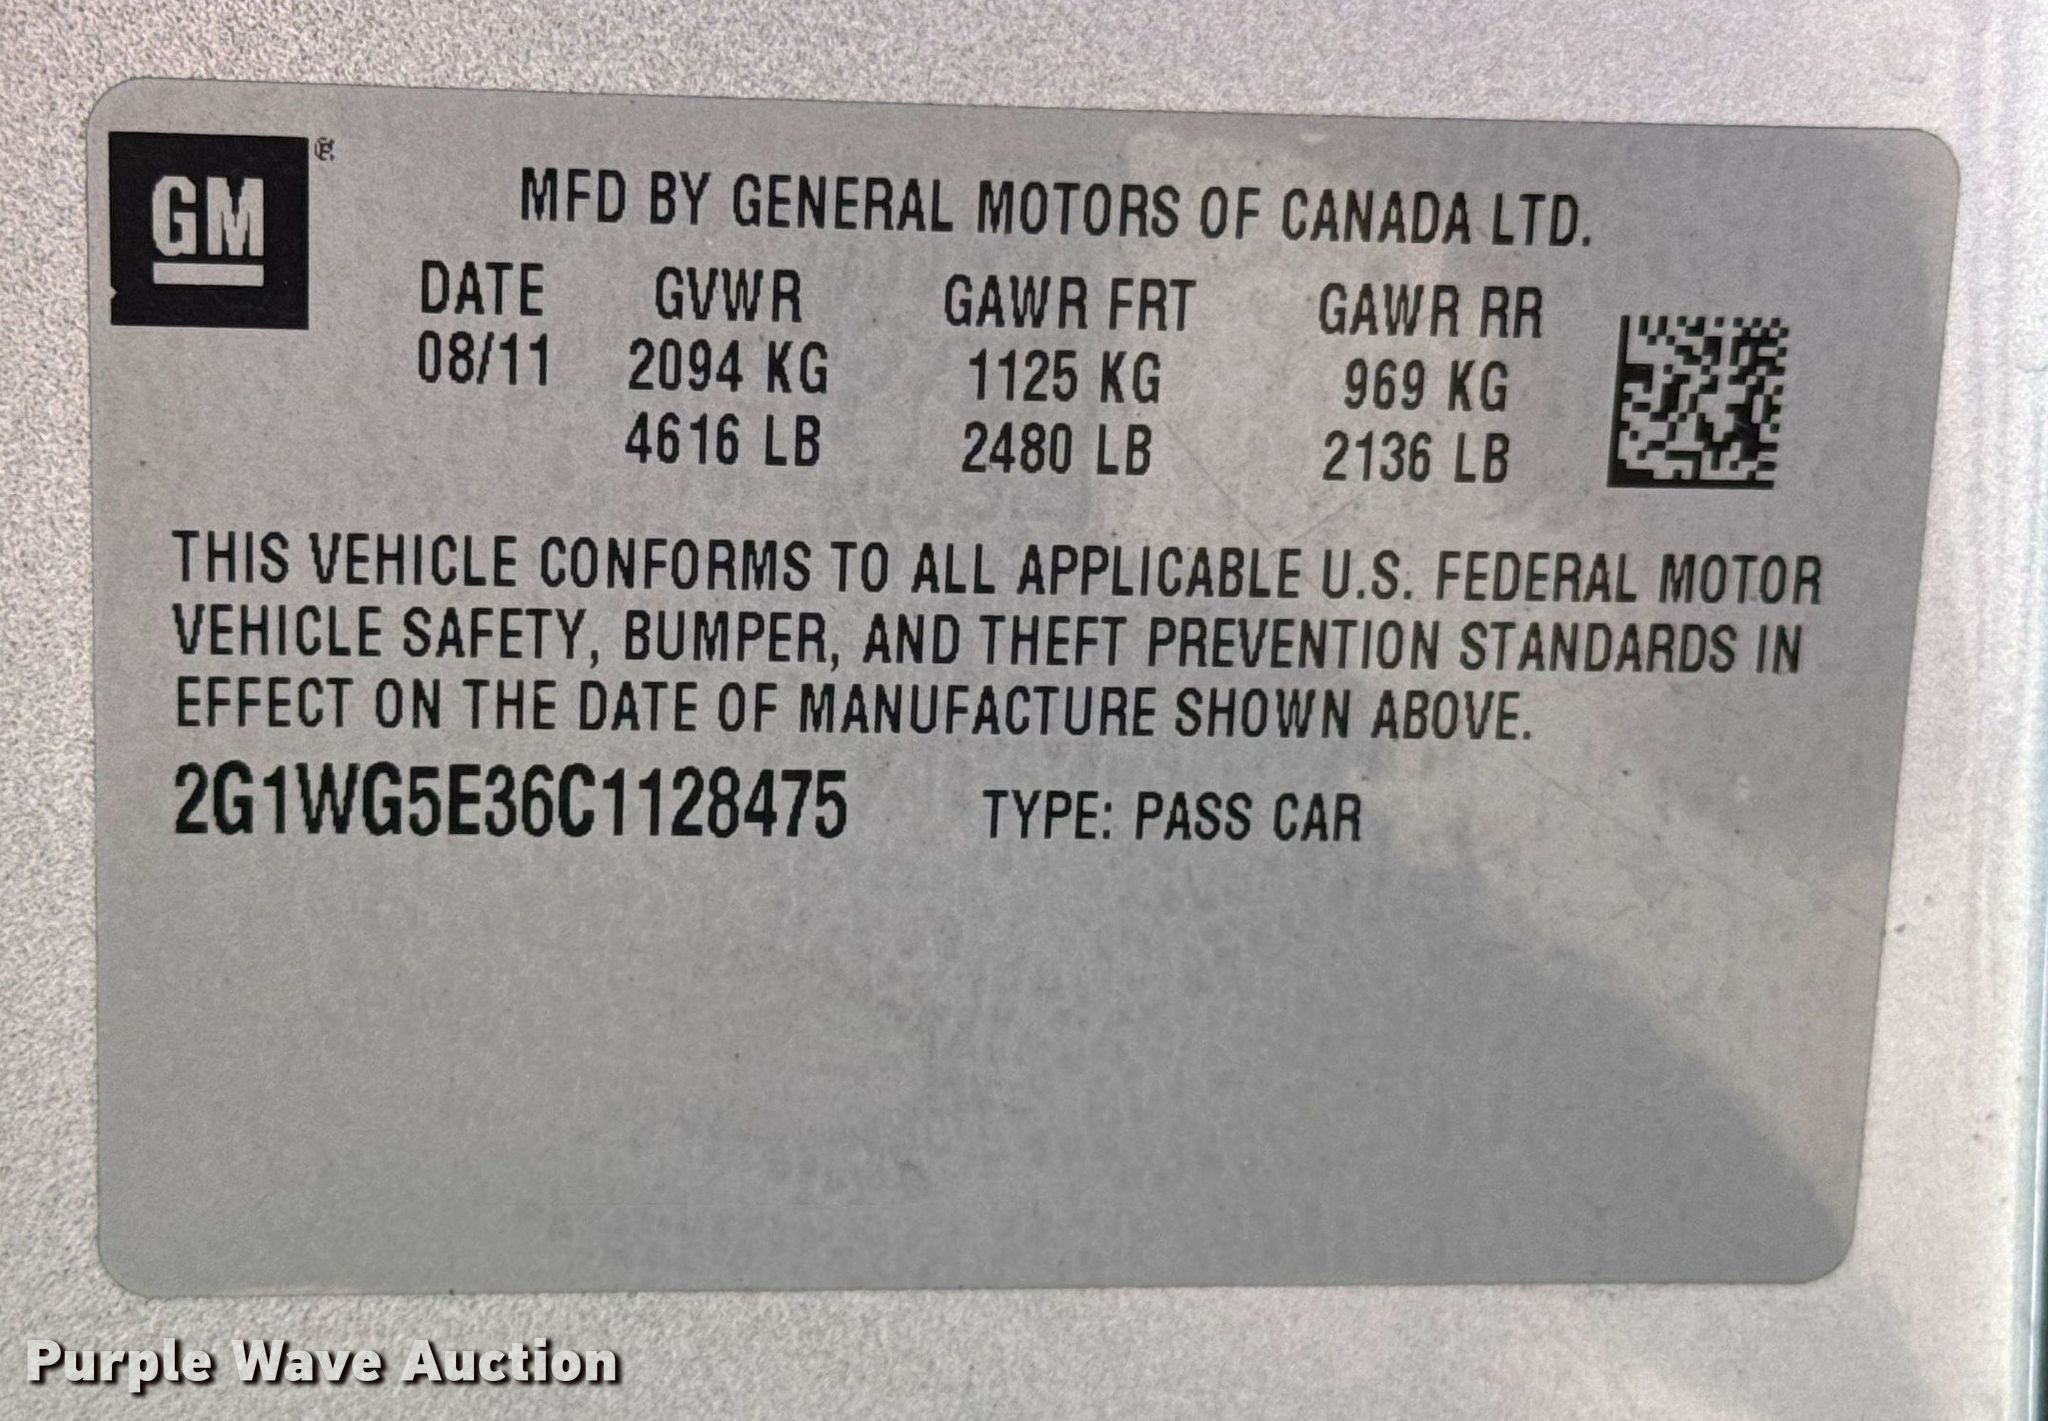 GM ®
MFD BY GENERAL MOTORS OF CANADA LTD.
DATE GVWR GAWR FRT GAWR RR
08/11 2094 KG 1125 KG 969 KG
4616 LB 2480 LB 2136 LB
THIS VEHICLE CONFORMS TO ALL APPLICABLE U.S. FEDERAL MOTOR
VEHICLE SAFETY, BUMPER, AND THEFT PREVENTION STANDARDS IN
EFFECT ON THE DATE OF MANUFACTURE SHOWN ABOVE.
2G1WG5E36C1128475 TYPE: PASS CAR
Purple Wave Auction